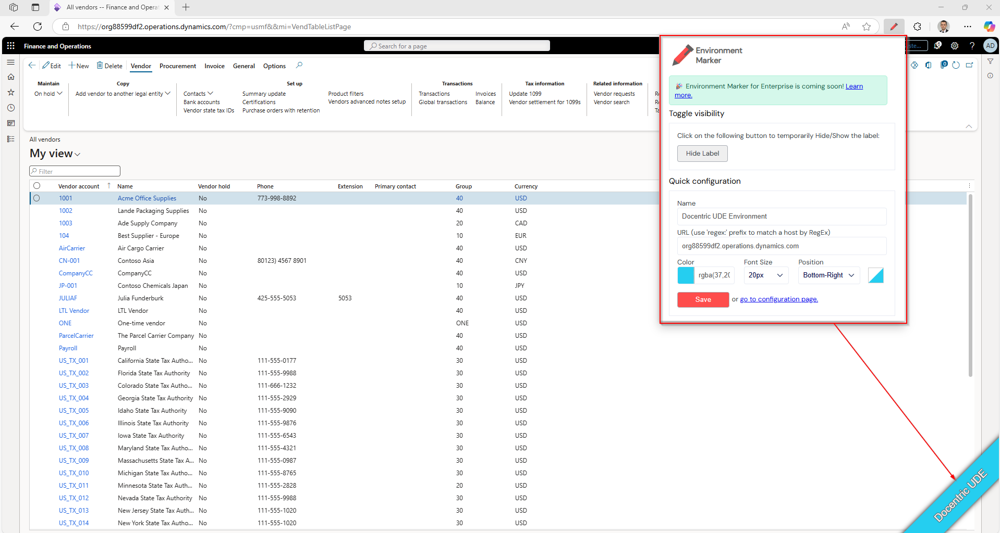 All vendors -- Finance and Opera
https://org88599df2.operations.dynamics.com/?cmp=usmf&&mi=VendTableListPage
Finance and Operations
Search for a page
6
?
AD
Edit
New
Delete
Vendor
Procurement
Invoice
General
Options
0
Maintain
On hold
Copy
Add vendor to another legal entity
Set up
Contacts
Summary update
Product filters
Bank accounts
Certifications
Vendors advanced notes setup
Vendor state tax IDs
Purchase orders with retention
Transactions
Transactions
Invoices
Global transactions
Balance
Tax information
Update 1099
Vendor settlement for 1099s
Related information
Vendor requests
Vendor search
All vendors
My view
Filter
Vendor account Name Vendor hold Phone Extension Primary contact Group Currency
1001 Acme Office Supplies No 773-998-8892 40 USD
1002 Lande Packaging Supplies No 40 USD
1003 Ade Supply Company No 20 CAD
104 Best Supplier - Europe No 10 EUR
AirCarrier Air Cargo Carrier No 40 USD
CN-001 Contoso Asia No 80123) 4567 8901 40 CNY
CompanyCC CompanyCC No 40 USD
JP-001 Contoso Chemicals Japan No 10 JPY
JULIAF Julia Funderburk No 425-555-5053 5053 40 USD
LTL Vendor LTL Vendor No 40 USD
ONE One-time vendor No ONE USD
ParcelCarrier The Parcel Carrier Company No 40 USD
Payroll Payroll No 40 USD
US_TX_001 California State Tax Autho... No 111-555-0177 30 USD
US_TX_002 Florida State Tax Authority No 111-555-9988 30 USD
US_TX_003 Colorado State Tax Autho... No 111-666-1232 30 USD
US_TX_004 Georgia State Tax Authority No 111-555-2929 30 USD
US_TX_005 Idaho State Tax Authority No 111-555-9090 30 USD
US_TX_006 Illinois State Tax Authority No 111-555-9876 30 USD
US_TX_007 Iowa State Tax Authority No 111-555-6543 30 USD
US_TX_008 Maryland State Tax Autho... No 111-555-4321 30 USD
US_TX_009 Massachusetts State Tax A... No 111-555-0987 30 USD
US_TX_010 Michigan State Tax Autho... No 111-555-8765 30 USD
US_TX_011 Minnesota State Tax Auth... No 111-555-2828 20 USD
US_TX_012 Nevada State Tax Authority No 111-555-9988 30 USD
US_TX_013 New Jersey State Tax Auth... No 111-555-1020 30 USD
US_TX_014 New York State Tax Autho... No 111-555-1020 30 USD
Environment
Marker
🎉 Environment Marker for Enterprise is coming soon! Learn
more.
Toggle visibility
Click on the following button to temporarily Hide/Show the label:
Hide Label
Quick configuration
Name
Docentric UDE Environment
URL (use 'regex:' prefix to match a host by RegEx)
org88599df2.operations.dynamics.com
Color Font Size Position
rgba(37,20 20px Bottom-Right
Save or go to configuration page.
Docentric UDE